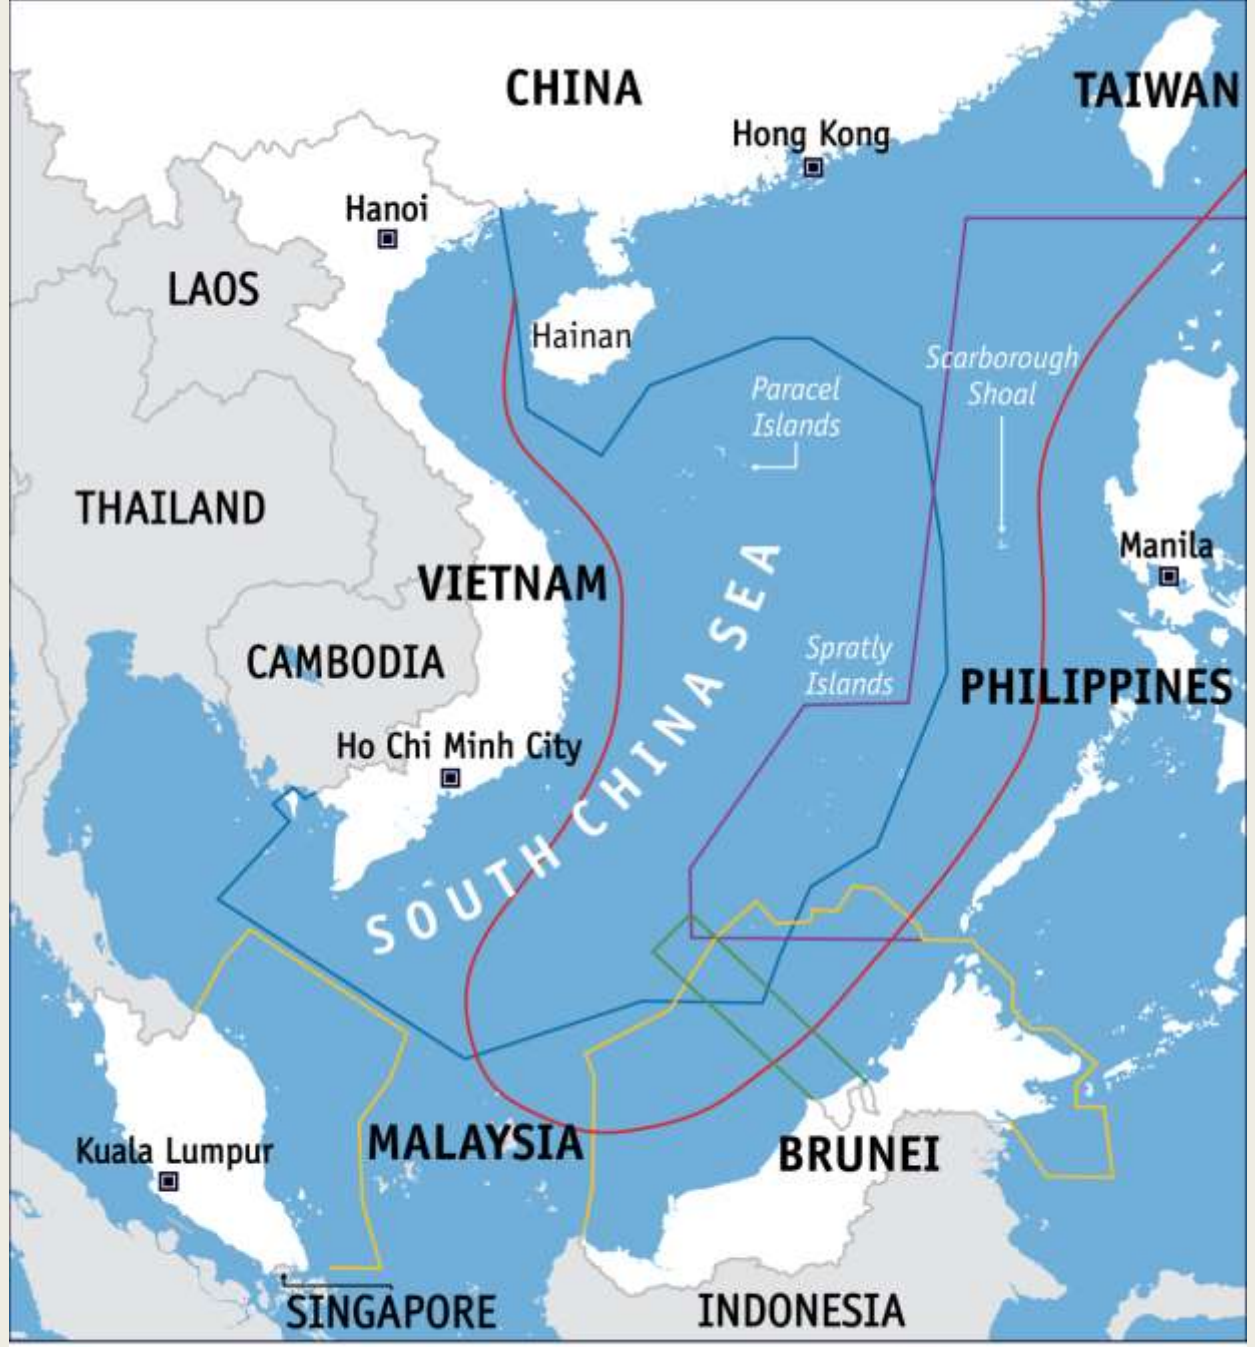 CHINA
TAIWAN
Hong Kong
Hanoi
LAOS
Hainan
Scarborough
Shoal
Paracel
Islands
THAILAND
Manila
VIETNAM
CAMBODIA
Spratly
Islands
PHILIPPINES
Ho Chi Minh City
SOUTH CHINA SEA
MALAYSIA
Kuala Lumpur
BRUNEI
SINGAPORE
INDONESIA